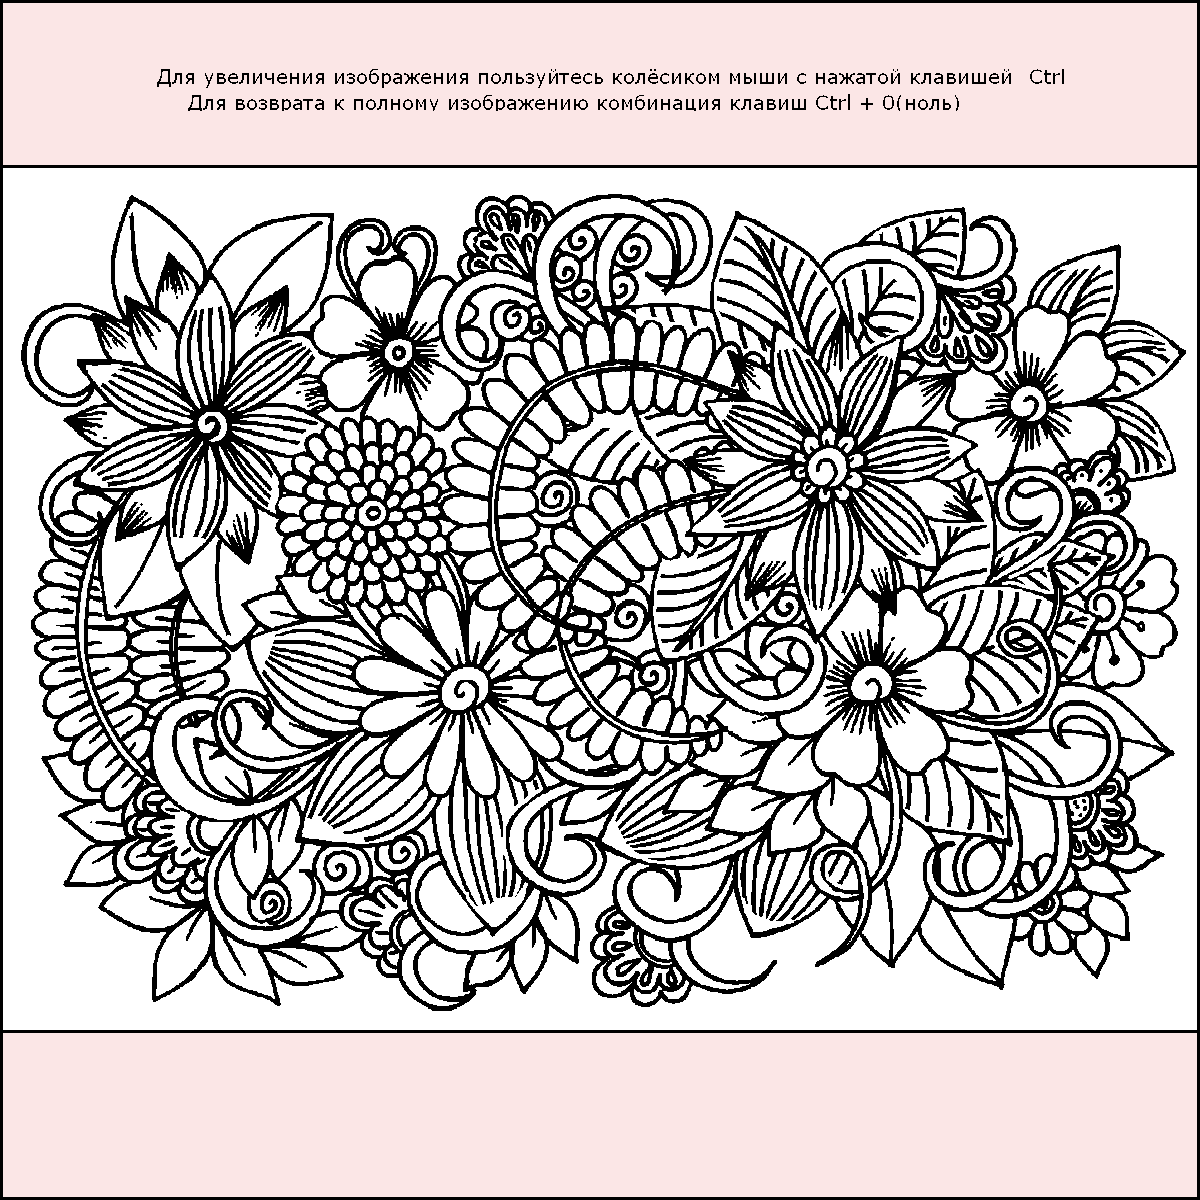 Для увеличения изображения пользуйтесь колёсиком мыши с нажатой клавишей Ctrl
Для возврата к полному изображению комбинация клавиш Ctrl + 0(ноль)